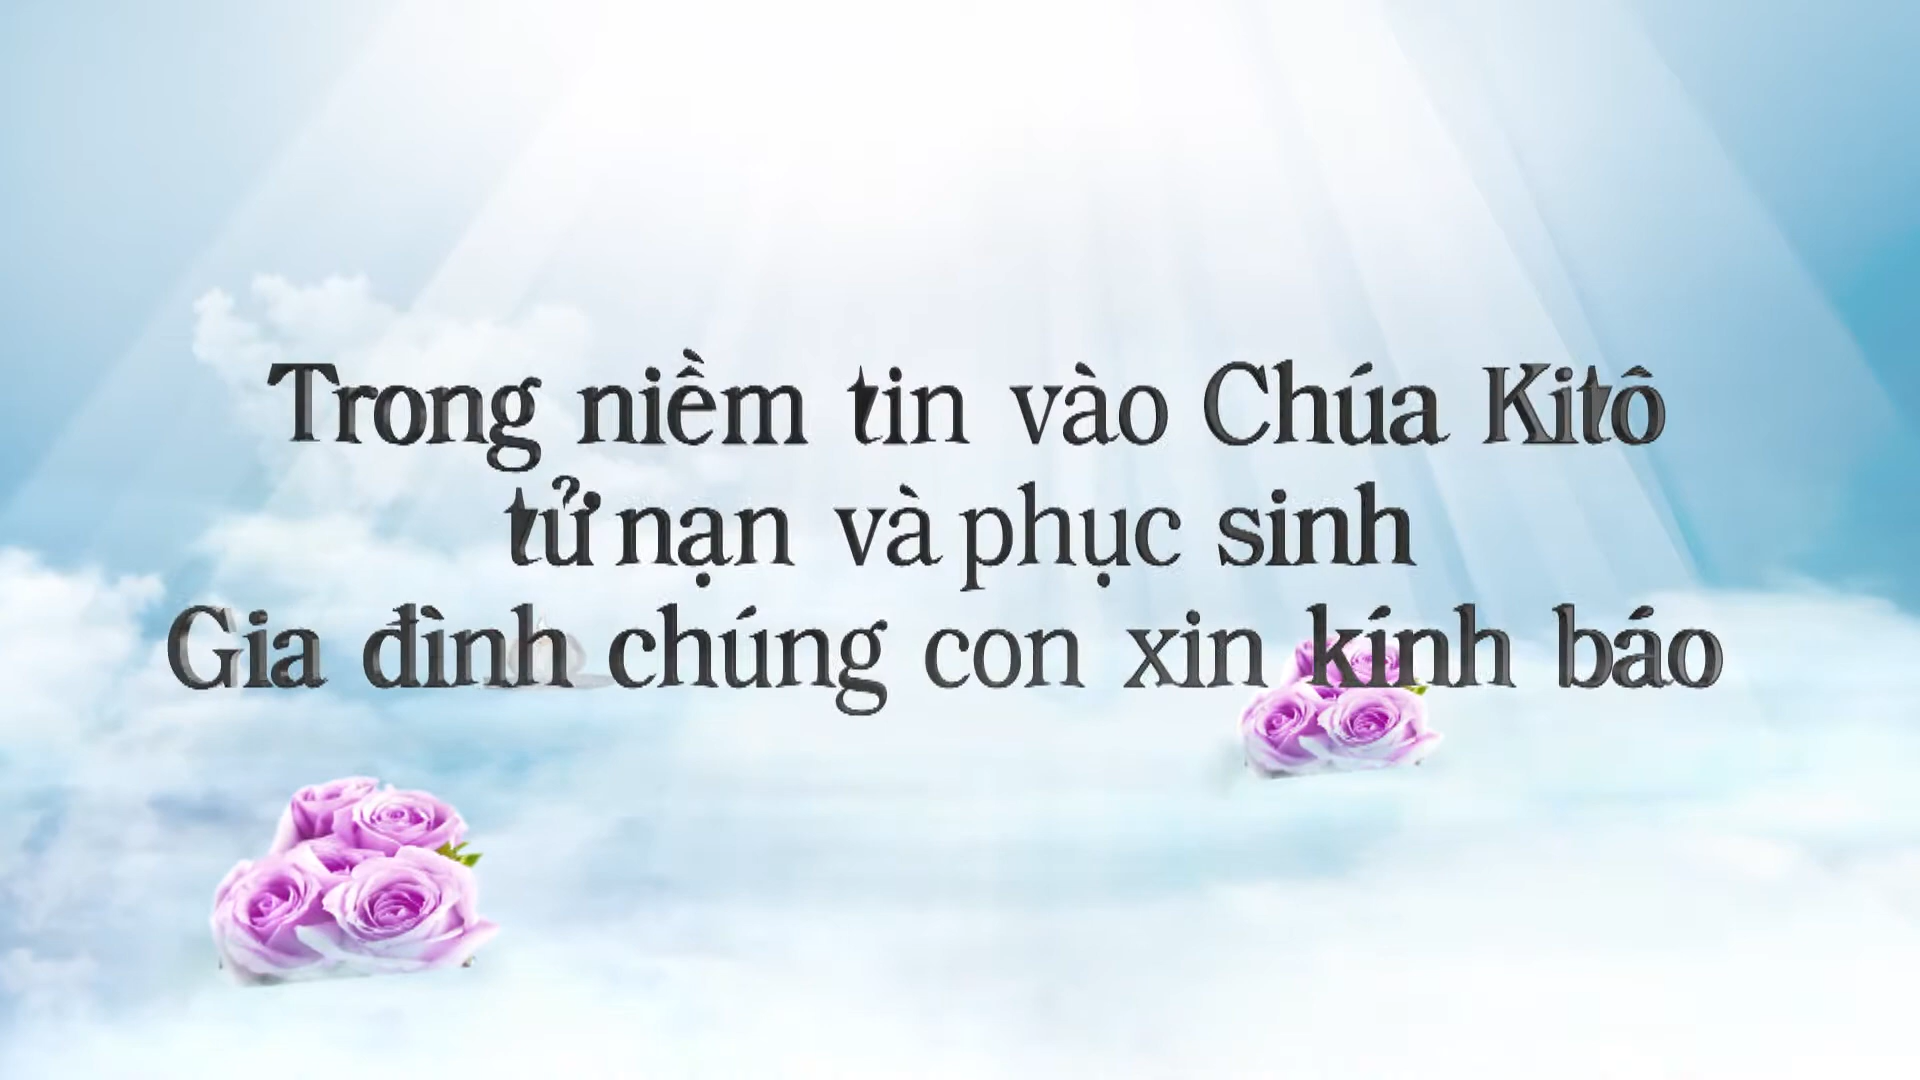 Trong niềm tin vào Chúa Kitô
tử nạn và phục sinh
Gia đình chúng con xin kính báo